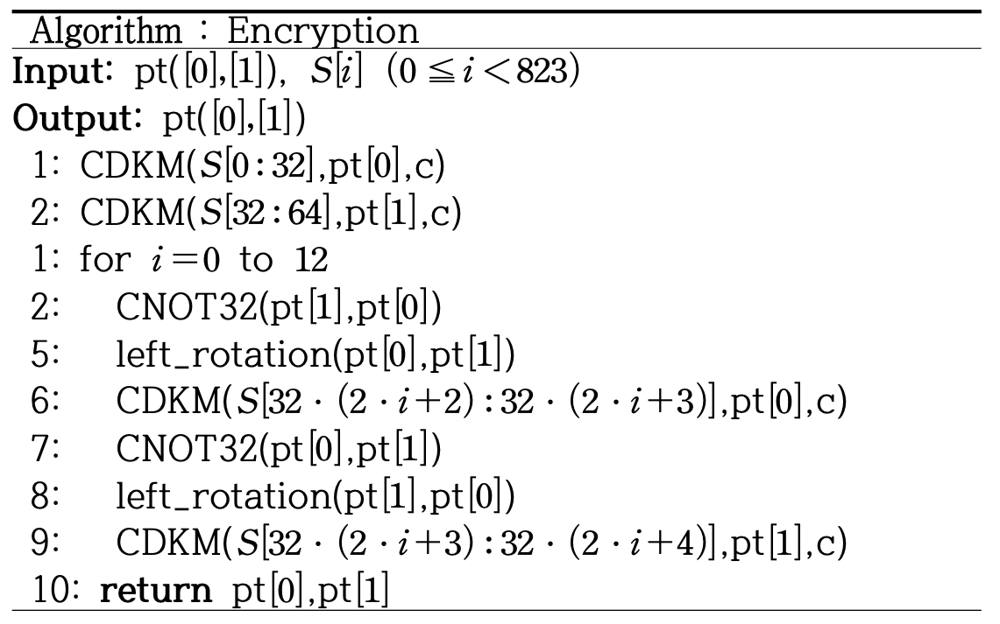 Algorithm : Encryption
Input: pt([0],[1]), S[i] (0 ≦ i < 823)
Output: pt([0],[1])
1: CDKM(S[0:32],pt[0],c)
2: CDKM(S[32:64],pt[1],c)
1: for i=0 to 12
2: CNOT32(pt[1],pt[0])
5: left_rotation(pt[0],pt[1])
6: CDKM(S[32·(2·i+2):32·(2·i+3)],pt[0],c)
7: CNOT32(pt[0],pt[1])
8: left_rotation(pt[1],pt[0])
9: CDKM(S[32·(2·i+3):32·(2·i+4)],pt[1],c)
10: return pt[0],pt[1]